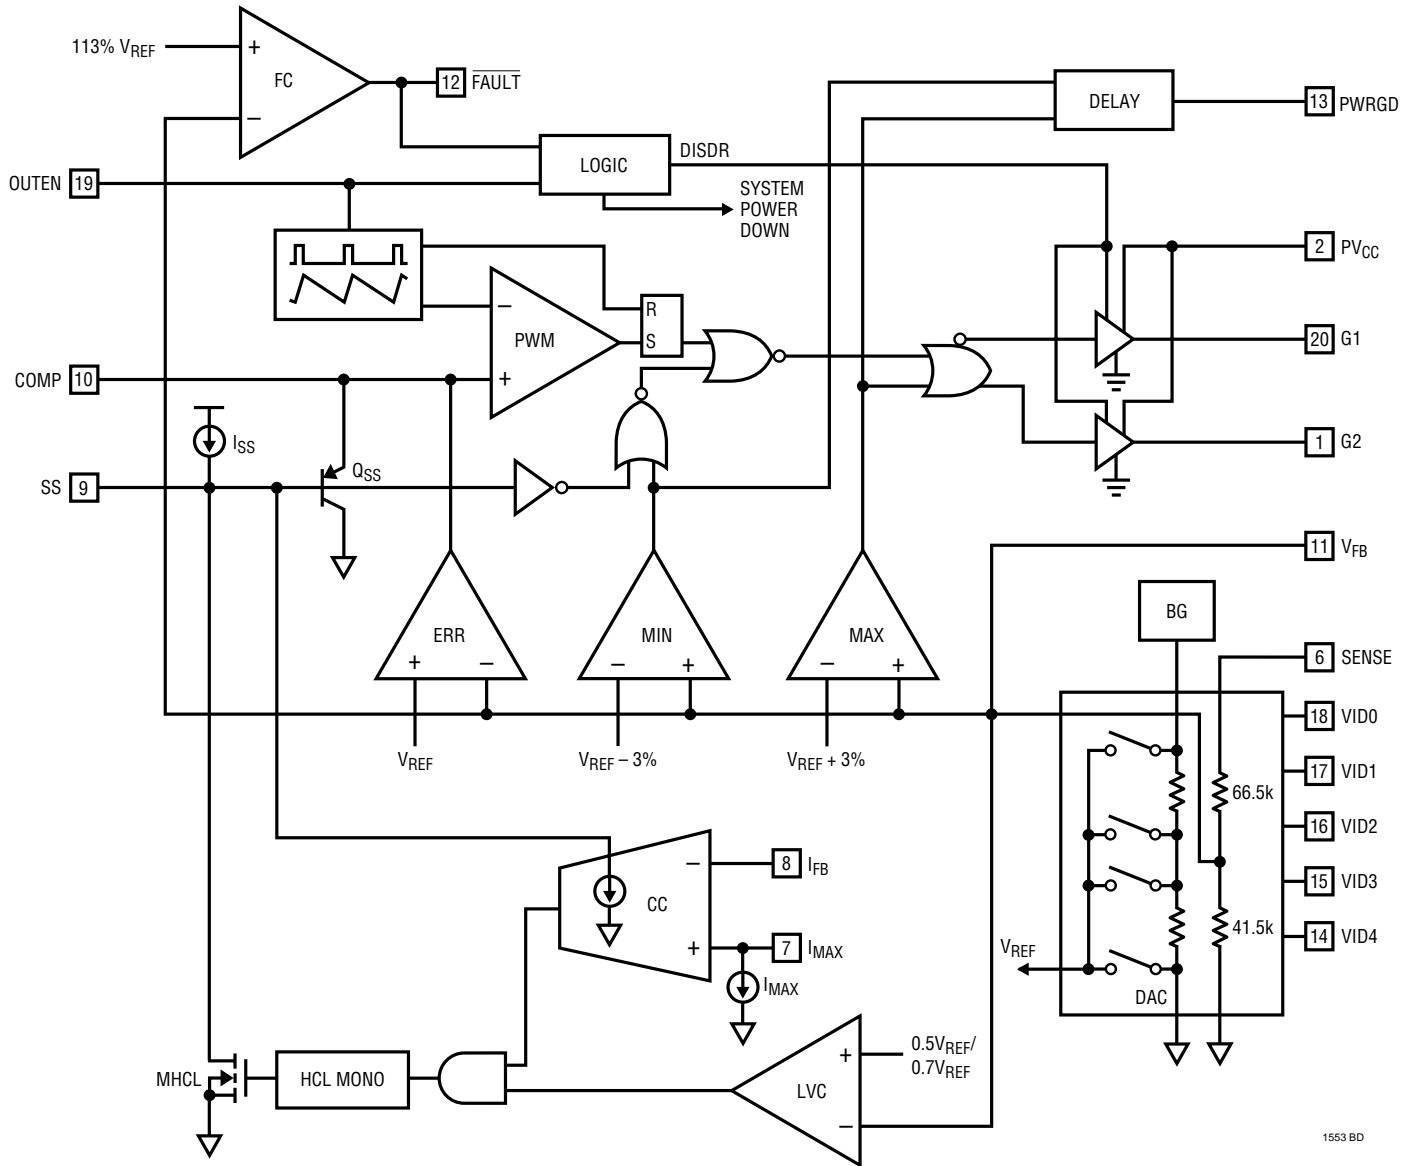 113% VREF
+
FC
−
12 FAULT
DELAY
13 PWRGD
LOGIC
DISDR
OUTEN 19
SYSTEM
POWER
DOWN
2 PVCC
R
S
−
PWM
+
20 G1
COMP 10
ISS
QSS
1 G2
SS 9
11 VFB
BG
ERR
+ −
MIN
− +
MAX
− +
6 SENSE
18 VID0
VREF
VREF – 3%
VREF + 3%
17 VID1
66.5k
16 VID2
−
8 IFB
CC
15 VID3
+
7 IMAX
41.5k
14 VID4
VREF
IMAX
DAC
+
0.5VREF/
0.7VREF
MHCL
HCL MONO
LVC
−
1553 BD